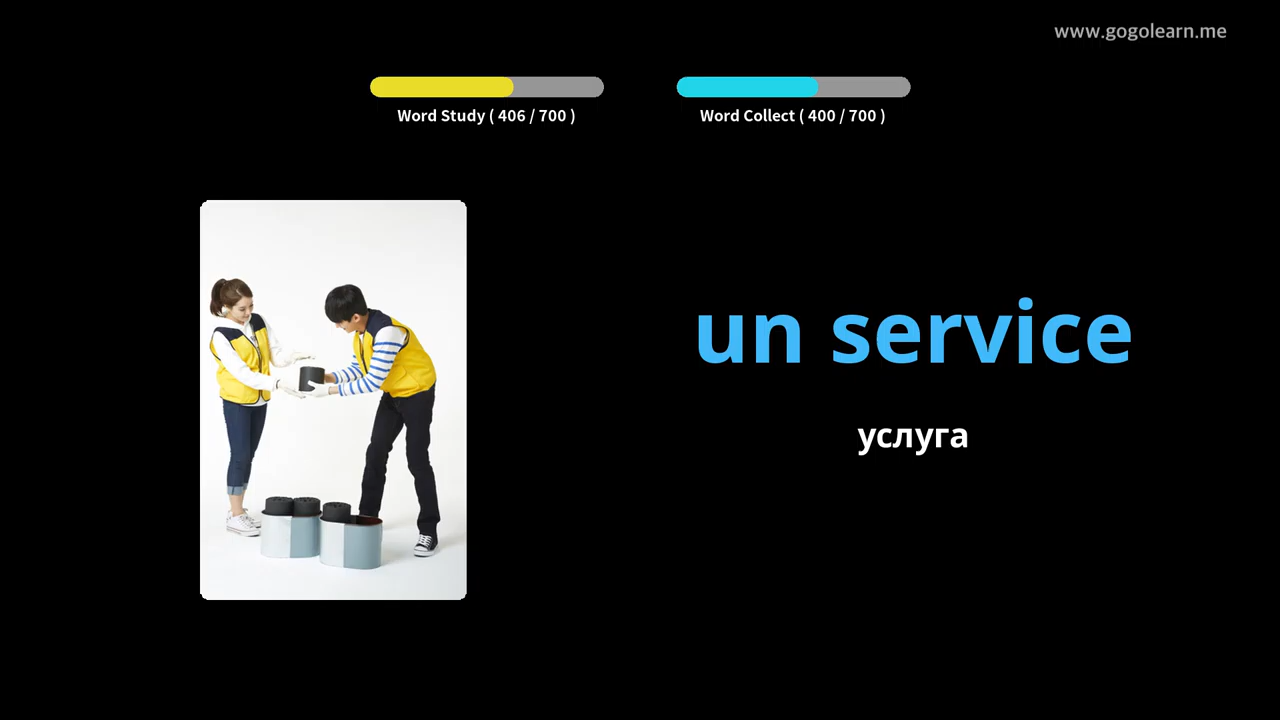 www.gogolearn.me
Word Study ( 406 / 700 )
Word Collect ( 400 / 700 )
un service
услуга